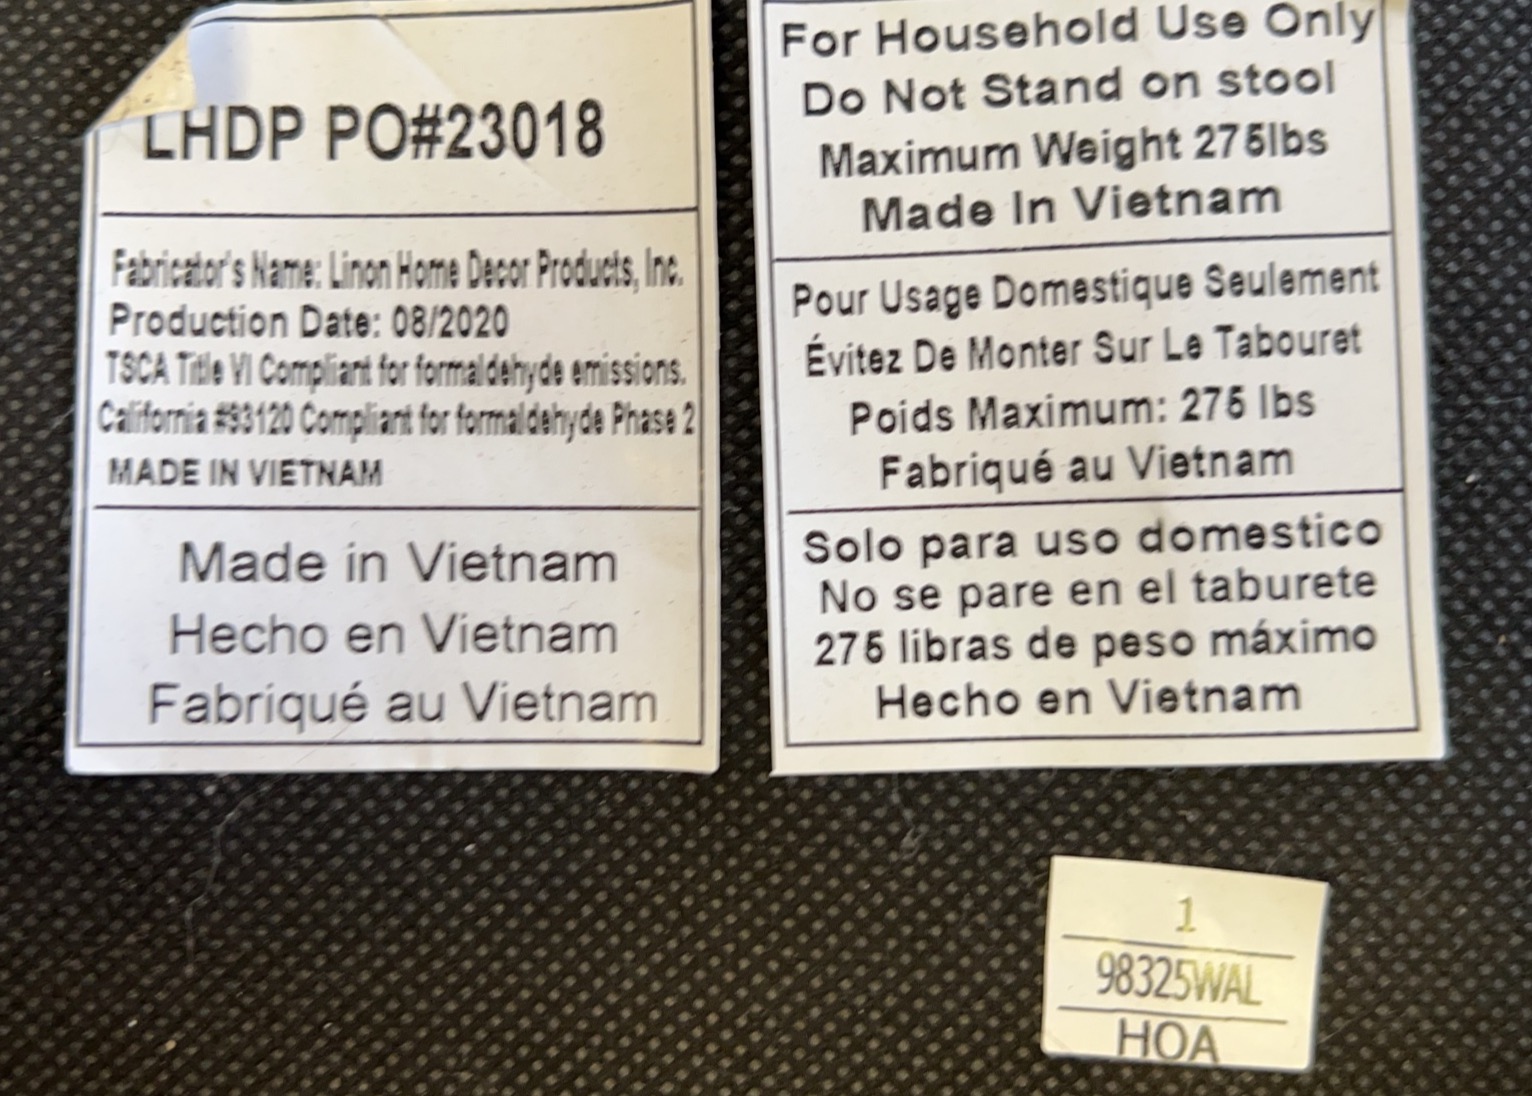 LHDP PO#23018
Fabricator's Name: Linon Home Decor Products, Inc.
Production Date: 08/2020
TSCA Title VI Compliant for formaldehyde emissions.
California #93120 Compliant for formaldehyde Phase 2
MADE IN VIETNAM
Made in Vietnam
Hecho en Vietnam
Fabriqué au Vietnam
For Household Use Only
Do Not Stand on stool
Maximum Weight 275lbs
Made In Vietnam
Pour Usage Domestique Seulement
Évitez De Monter Sur Le Tabouret
Poids Maximum: 275 lbs
Fabriqué au Vietnam
Solo para uso domestico
No se pare en el taburete
275 libras de peso máximo
Hecho en Vietnam
1
98325WAL
HOA